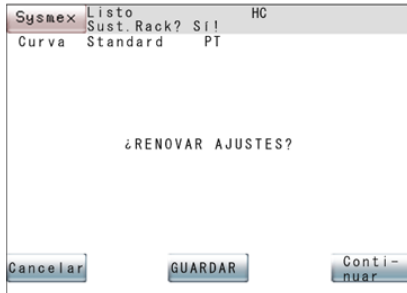 Sysmex Listo HC
Sust.Rack? Sí!
Curva Standard PT
¿RENOVAR AJUSTES?
Cancelar GUARDAR Conti-
nuar